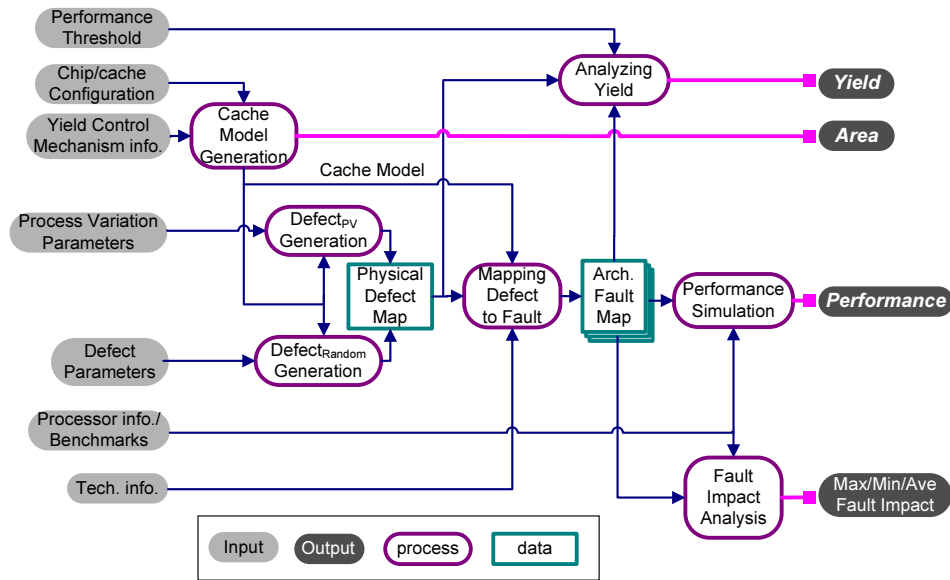 Performance
Threshold
Chip/cache
Configuration
Yield Control
Mechanism info.
Cache
Model
Generation
Analyzing
Yield
Yield
Area
Cache Model
Process Variation
Parameters
DefectPV
Generation
Physical
Defect
Map
Mapping
Defect
to Fault
Arch.
Fault
Map
Performance
Simulation
Performance
Defect
Parameters
DefectRandom
Generation
Processor info./
Benchmarks
Tech. info.
Fault
Impact
Analysis
Max/Min/Ave
Fault Impact
Input
Output
process
data